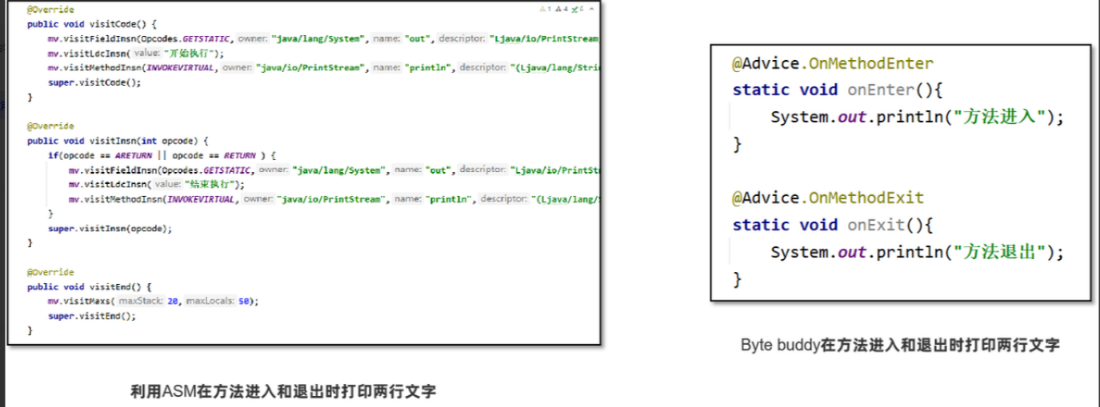 @Override
public void visitCode() {
mv.visitFieldInsn(Opcodes.GETSTATIC, owner: "java/lang/System", name: "out", descriptor: "Ljava/io/PrintStream
mv.visitLdcInsn( value: "开始执行");
mv.visitMethodInsn(INVOKEVIRTUAL, owner: "java/io/PrintStream", name: "println", descriptor: "(Ljava/lang/Stri
super.visitCode();
}
@Override
public void visitInsn(int opcode) {
if(opcode == ARETURN || opcode == RETURN ) {
mv.visitFieldInsn(Opcodes.GETSTATIC, owner: "java/lang/System", name: "out", descriptor: "Ljava/io/PrintSt
mv.visitLdcInsn( value: "结束执行");
mv.visitMethodInsn(INVOKEVIRTUAL, owner: "java/io/PrintStream", name: "println", descriptor: "(Ljava/lang/
}
super.visitInsn(opcode);
}
@Override
public void visitEnd() {
mv.visitMaxs( maxStack: 20, maxLocals: 50);
super.visitEnd();
}
利用ASM在方法进入和退出时打印两行文字
@Advice.OnMethodEnter
static void onEnter(){
System.out.println("方法进入");
}
@Advice.OnMethodExit
static void onExit(){
System.out.println("方法退出");
}
Byte buddy在方法进入和退出时打印两行文字